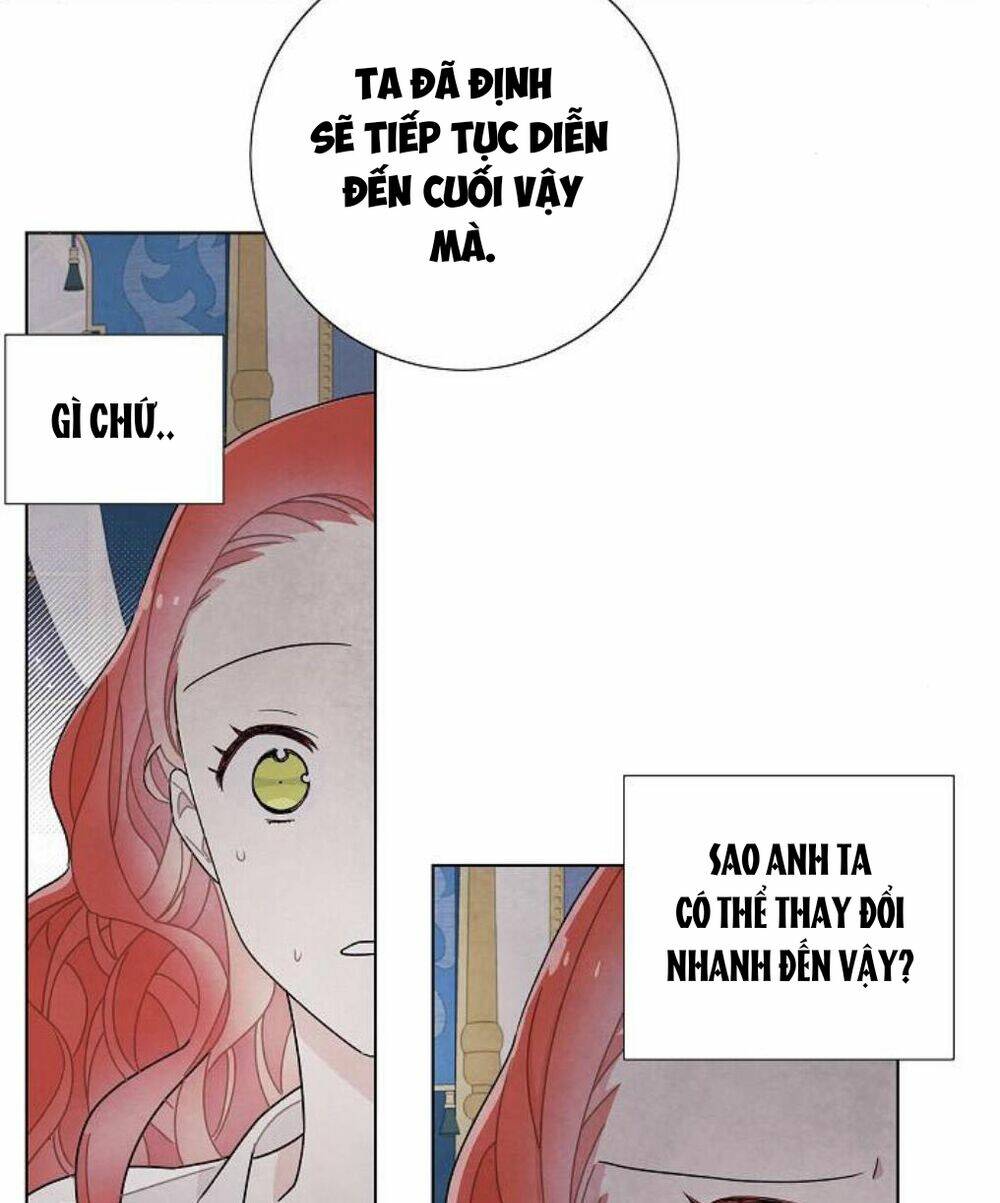 TA ĐÃ ĐỊNH
SẼ TIẾP TỤC DIỄN
ĐẾN CUỐI VẬY
MÀ.
GÌ CHỨ..
SAO ANH TA
CÓ THỂ THAY ĐỔI
NHANH ĐẾN VẬY?